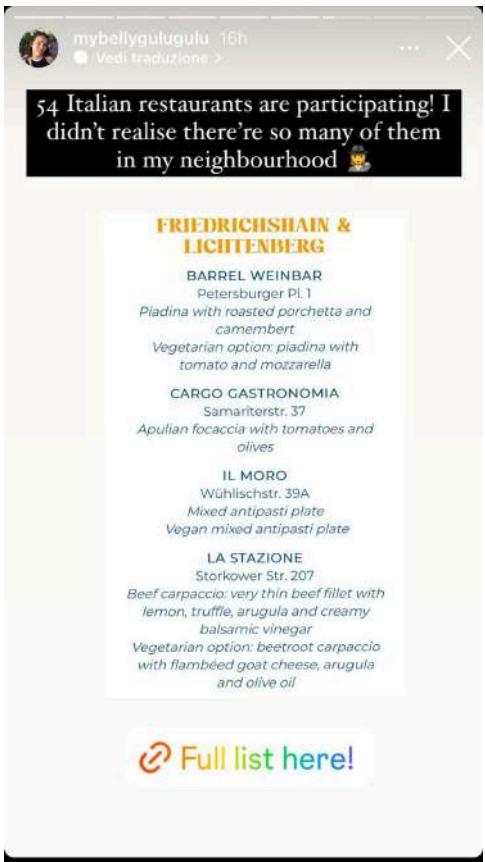 mybellygulugulu 16h
Vedi traduzione >
54 Italian restaurants are participating! I
didn't realise there're so many of them
in my neighbourhood
FRIEDRICHSHAIN &
LICHTENBERG
BARREL WEINBAR
Petersburger Pl. 1
Piadina with roasted porchetta and
camembert
Vegetarian option: piadina with
tomato and mozzarella
CARGO GASTRONOMIA
Samariterstr. 37
Apulian focaccia with tomatoes and
olives
IL MORO
Wühlischstr. 39A
Mixed antipasti plate
Vegan mixed antipasti plate
LA STAZIONE
Storkower Str. 207
Beef carpaccio: very thin beef fillet with
lemon, truffle, arugula and creamy
balsamic vinegar
Vegetarian option: beetroot carpaccio
with flambéed goat cheese, arugula
and olive oil
Full list here!